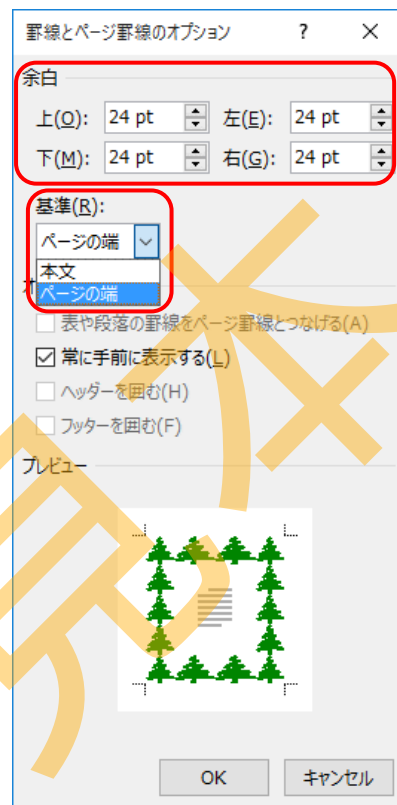 罫線とページ罫線のオプション ? ×
余白
上(O): 24 pt 左(E): 24 pt
下(M): 24 pt 右(G): 24 pt
基準(R):
ページの端
本文
ページの端
オ
表や段落の罫線をページ罫線とつなげる(A)
常に手前に表示する(L)
ヘッダーを囲む(H)
フッターを囲む(F)
プレビュー
OK キャンセル
見本